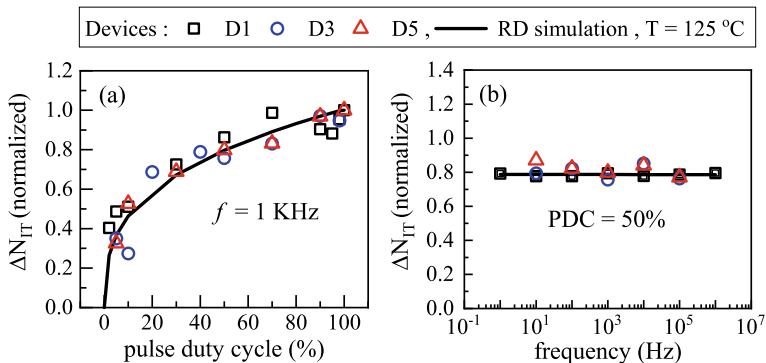 Devices : D1 D3 D5 , RD simulation , T = 125 °C
(a)
ΔN_IT (normalized)
1.2
1.0
0.8
0.6
0.4
0.2
0.0
f = 1 KHz
0 20 40 60 80 100
pulse duty cycle (%)
(b)
ΔN_IT (normalized)
1.4
1.2
1.0
0.8
0.6
0.4
0.2
0.0
PDC = 50%
10⁻¹ 10¹ 10³ 10⁵ 10⁷
frequency (Hz)